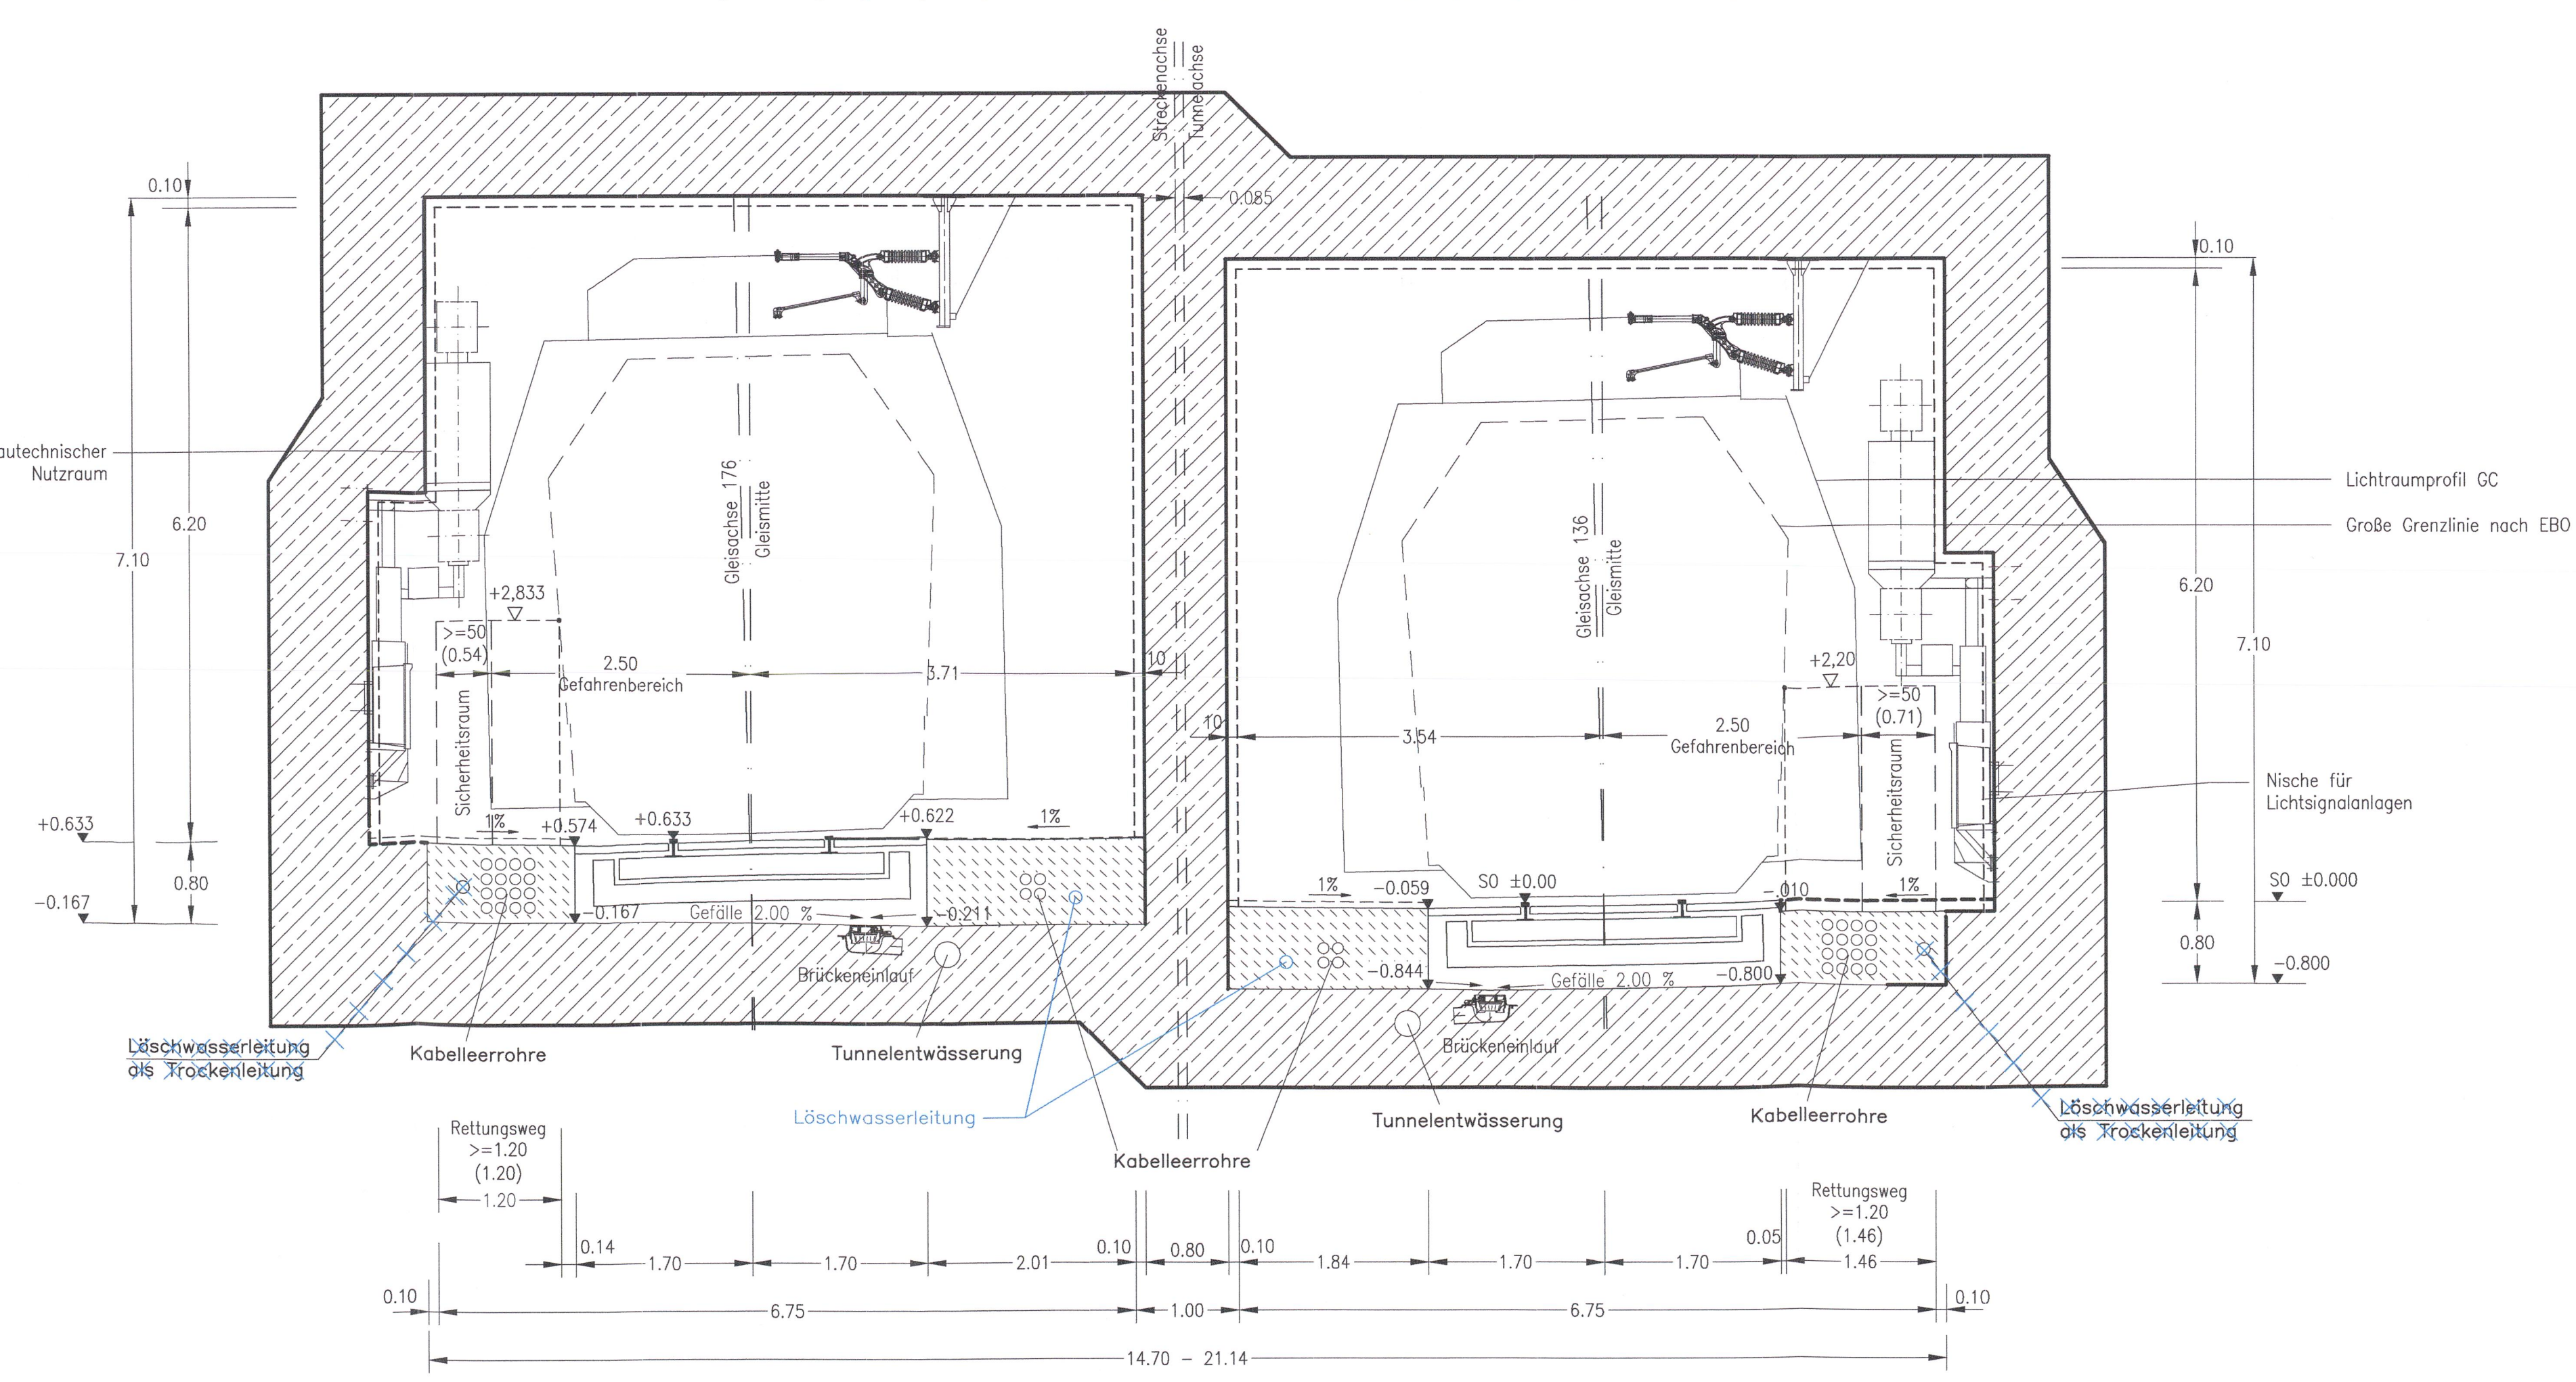 Streckenachse
Tunnelachse
0.10
0.085
0.10
autechnischer
Nutzraum
6.20
7.10
Gleisachse 176
Gleismitte
Gleisachse 136
Gleismitte
Lichtraumprofil GC
Große Grenzlinie nach EBO
6.20
7.10
+2,833
>=50
(0.54)
2.50
Gefahrenbereich
3.71
10
Sicherheitsraum
+2,20
>=50
(0.71)
10
3.54
2.50
Gefahrenbereich
Sicherheitsraum
Nische für
Lichtsignalanlagen
+0.633
1%
+0.574
+0.633
+0.622
1%
0.80
-0.167
-0.167
Gefälle 2.00 %
-0.211
Brückeneinlauf
1%
-0.059
SO ±0.00
-.010
1%
SO ±0.000
0.80
-0.844
Gefälle 2.00 %
-0.800
-0.800
Brückeneinlauf
Löschwasserleitung
als Trockenleitung
Kabelleerrohre
Tunnelentwässerung
Löschwasserleitung
Kabelleerrohre
Tunnelentwässerung
Kabelleerrohre
Löschwasserleitung
als Trockenleitung
Rettungsweg
>=1.20
(1.20)
1.20
Rettungsweg
>=1.20
(1.46)
0.14
1.70
1.70
2.01
0.10
0.80
0.10
1.84
1.70
1.70
0.05
1.46
0.10
6.75
1.00
6.75
0.10
14.70 - 21.14